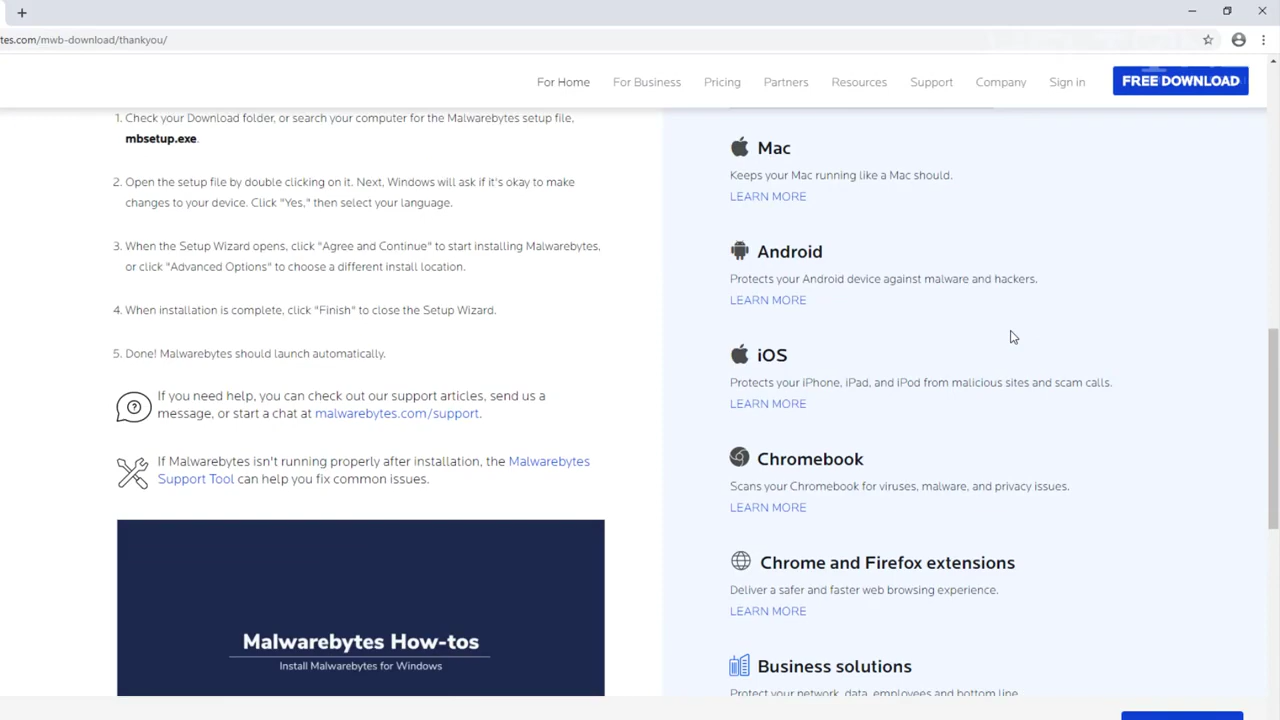 tes.com/mwb-download/thankyou/
For Home For Business Pricing Partners Resources Support Company Sign in FREE DOWNLOAD
1. Check your Download folder, or search your computer for the Malwarebytes setup file,
mbsetup.exe.
2. Open the setup file by double clicking on it. Next, Windows will ask if it's okay to make
changes to your device. Click "Yes," then select your language.
3. When the Setup Wizard opens, click "Agree and Continue" to start installing Malwarebytes,
or click "Advanced Options" to choose a different install location.
4. When installation is complete, click "Finish" to close the Setup Wizard.
5. Done! Malwarebytes should launch automatically.
If you need help, you can check out our support articles, send us a
message, or start a chat at malwarebytes.com/support.
If Malwarebytes isn't running properly after installation, the Malwarebytes
Support Tool can help you fix common issues.
Malwarebytes How-tos
Install Malwarebytes for Windows
Mac
Keeps your Mac running like a Mac should.
LEARN MORE
Android
Protects your Android device against malware and hackers.
LEARN MORE
iOS
Protects your iPhone, iPad, and iPod from malicious sites and scam calls.
LEARN MORE
Chromebook
Scans your Chromebook for viruses, malware, and privacy issues.
LEARN MORE
Chrome and Firefox extensions
Deliver a safer and faster web browsing experience.
LEARN MORE
Business solutions
Protect your network, data, employees and bottom line